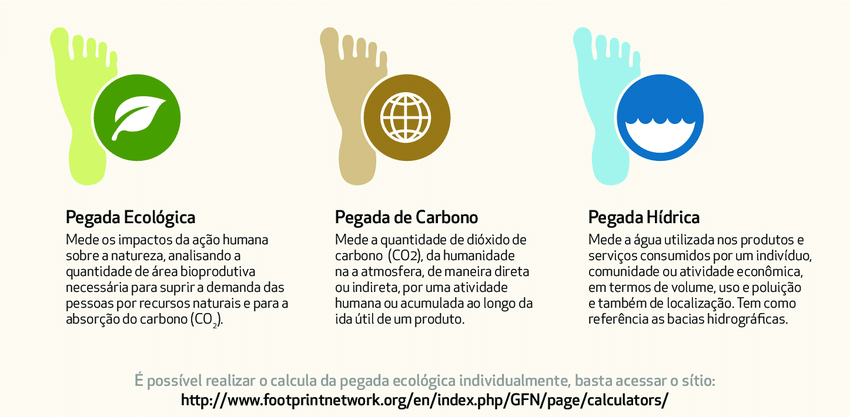 Pegada Ecológica
Mede os impactos da ação humana
sobre a natureza, analisando a
quantidade de área bioprodutiva
necessária para suprir a demanda das
pessoas por recursos naturais e para a
absorção do carbono (CO₂).
Pegada de Carbono
Mede a quantidade de dióxido de
carbono (CO2), da humanidade
na a atmosfera, de maneira direta
ou indireta, por uma atividade
humana ou acumulada ao longo da
ida útil de um produto.
Pegada Hídrica
Mede a água utilizada nos produtos e
serviços consumidos por um indivíduo,
comunidade ou atividade econômica,
em termos de volume, uso e poluição
e também de localização. Tem como
referência as bacias hidrográficas.
É possível realizar o calcula da pegada ecológica individualmente, basta acessar o sítio:
http://www.footprintnetwork.org/en/index.php/GFN/page/calculators/